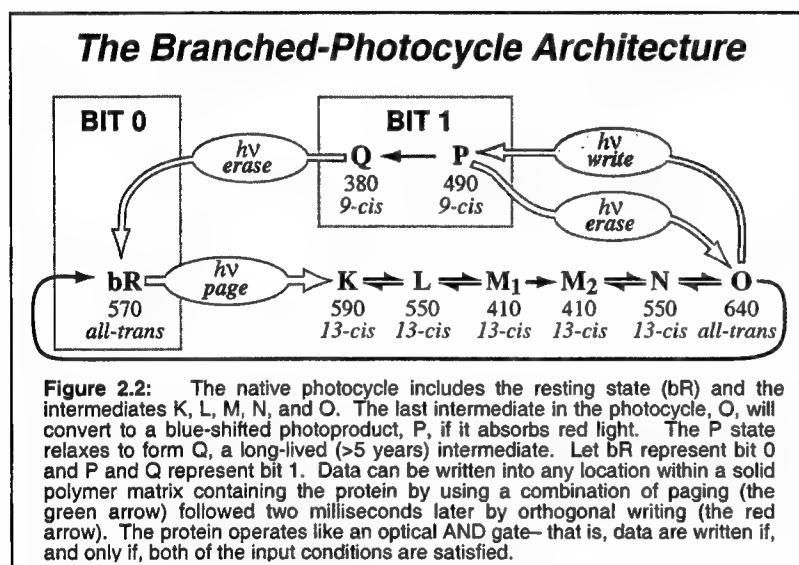 The Branched-Photocycle Architecture
BIT 0
BIT 1
hν
erase
Q
380
9-cis
P
490
9-cis
hν
write
hν
erase
bR
570
all-trans
hν
page
K
590
13-cis
L
550
13-cis
M1
410
13-cis
M2
410
13-cis
N
550
13-cis
O
640
all-trans
Figure 2.2: The native photocycle includes the resting state (bR) and the
intermediates K, L, M, N, and O. The last intermediate in the photocycle, O, will
convert to a blue-shifted photoproduct, P, if it absorbs red light. The P state
relaxes to form Q, a long-lived (>5 years) intermediate. Let bR represent bit 0
and P and Q represent bit 1. Data can be written into any location within a solid
polymer matrix containing the protein by using a combination of paging (the
green arrow) followed two milliseconds later by orthogonal writing (the red
arrow). The protein operates like an optical AND gate– that is, data are written if,
and only if, both of the input conditions are satisfied.